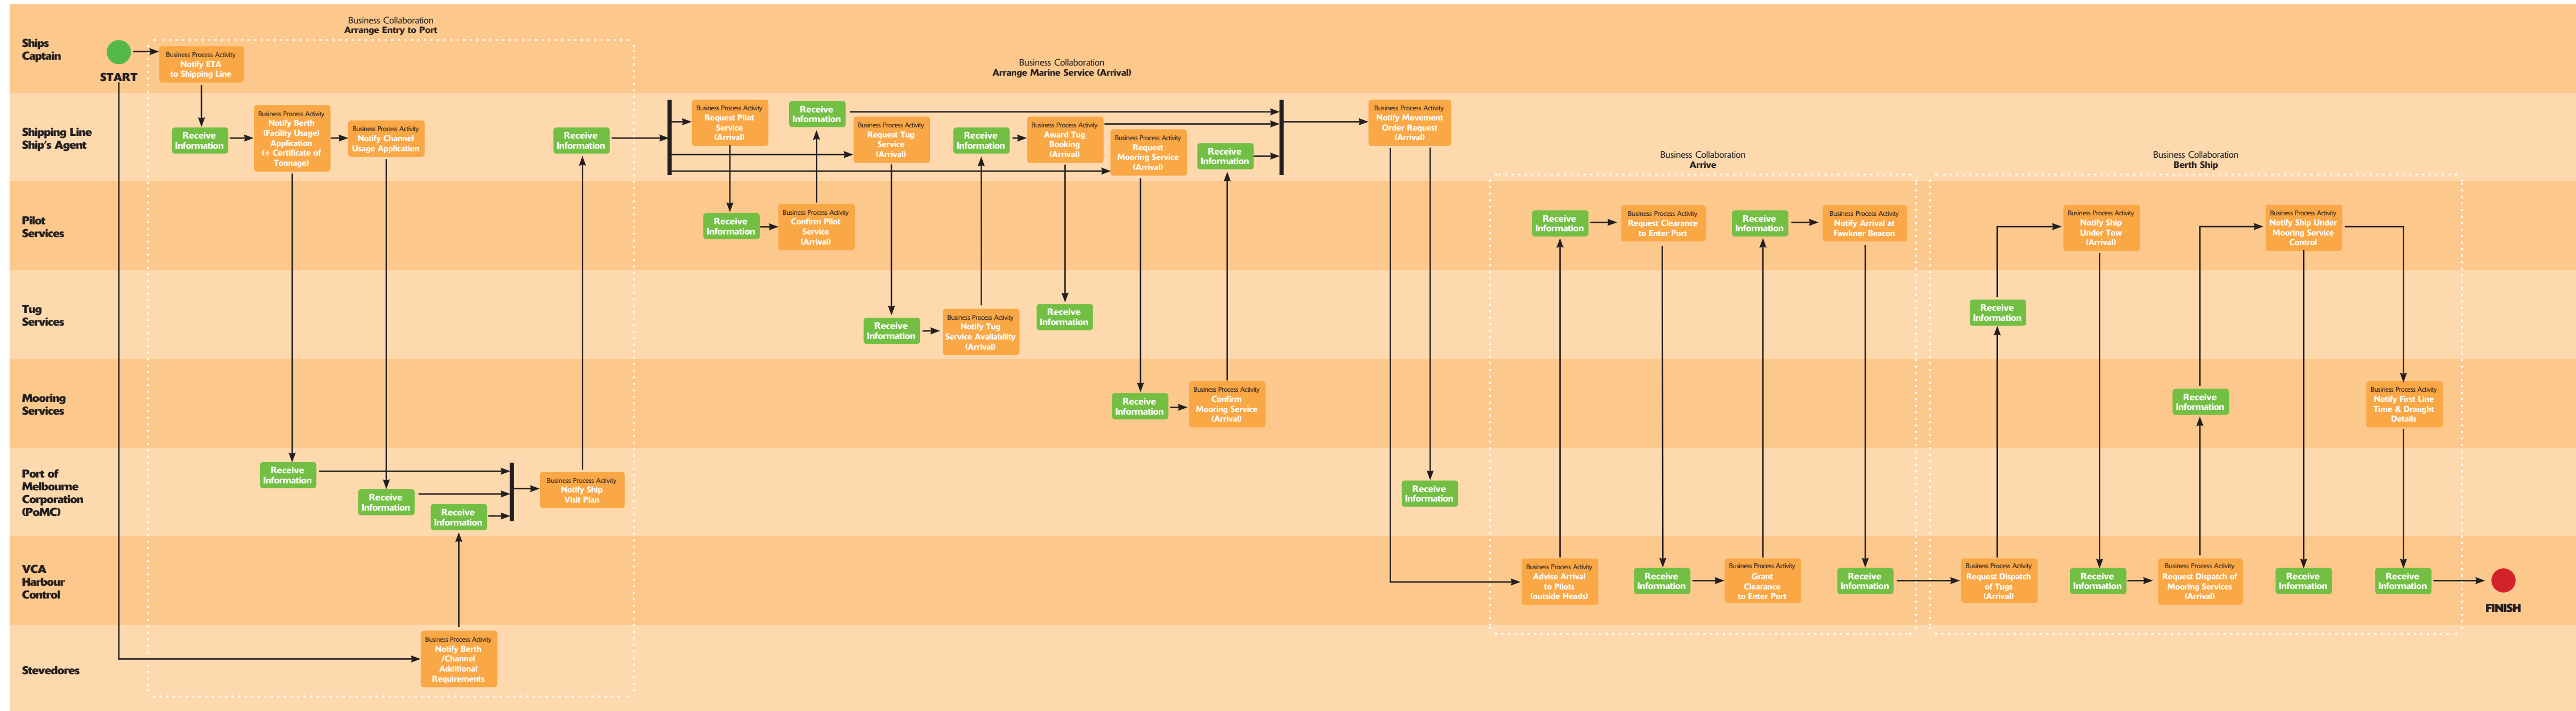 Business Collaboration
Arrange Entry to Port
Ships
Captain
START
Business Process Activity
Notify ETA
to Shipping Line
Business Collaboration
Arrange Marine Service (Arrival)
Shipping Line
Ship's Agent
Receive
Information
Business Process Activity
Notify Berth
(Facility Usage)
Application
(+ Certificate of
Tonnage)
Business Process Activity
Notify Channel
Usage Application
Receive
Information
Business Process Activity
Request Pilot
Service
(Arrival)
Receive
Information
Business Process Activity
Request Tug
Service
(Arrival)
Receive
Information
Business Process Activity
Award Tug
Booking
(Arrival)
Business Process Activity
Request
Mooring Service
(Arrival)
Receive
Information
Business Process Activity
Notify Movement
Order Request
(Arrival)
Business Collaboration
Arrive
Business Collaboration
Berth Ship
Pilot
Services
Receive
Information
Business Process Activity
Confirm Pilot
Service
(Arrival)
Receive
Information
Business Process Activity
Request Clearance
to Enter Port
Receive
Information
Business Process Activity
Notify Arrival at
Fawkner Beacon
Business Process Activity
Notify Ship
Under Tow
(Arrival)
Business Process Activity
Notify Ship Under
Mooring Service
Control
Tug
Services
Receive
Information
Business Process Activity
Notify Tug
Service Availability
(Arrival)
Receive
Information
Receive
Information
Mooring
Services
Receive
Information
Business Process Activity
Confirm
Mooring Service
(Arrival)
Receive
Information
Business Process Activity
Notify First Line
Time & Draught
Details
Port of
Melbourne
Corporation
(PoMC)
Receive
Information
Receive
Information
Receive
Information
Business Process Activity
Notify Ship
Visit Plan
Receive
Information
VCA
Harbour
Control
Business Process Activity
Advise Arrival
to Pilots
(outside Heads)
Receive
Information
Business Process Activity
Grant
Clearance
to Enter Port
Receive
Information
Business Process Activity
Request Dispatch
of Tugs
(Arrival)
Receive
Information
Business Process Activity
Request Dispatch of
Mooring Services
(Arrival)
Receive
Information
Receive
Information
FINISH
Stevedores
Business Process Activity
Notify Berth
/Channel
Additional
Requirements